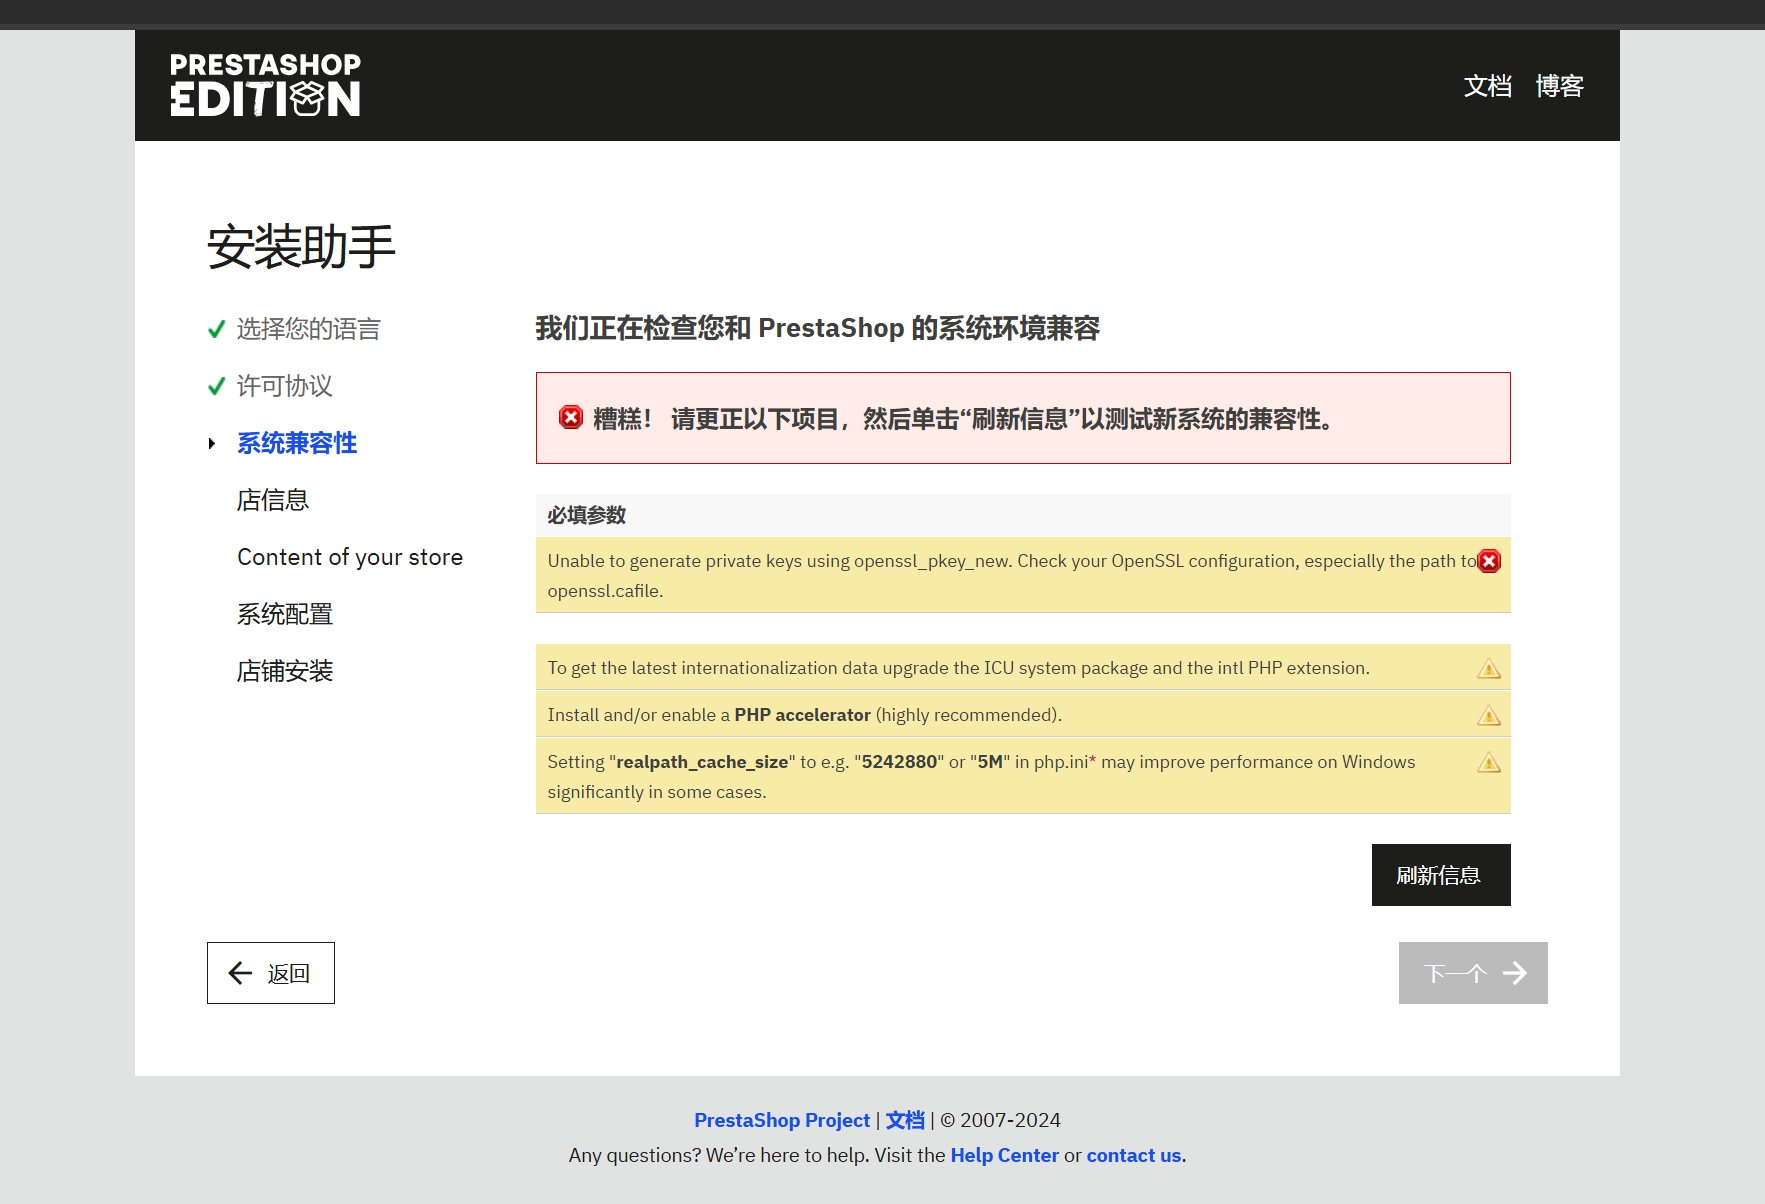 PRESTASHOP
EDITION
文档 博客
安装助手
选择您的语言
许可协议
系统兼容性
店信息
Content of your store
系统配置
店铺安装
我们正在检查您和 PrestaShop 的系统环境兼容
糟糕！ 请更正以下项目，然后单击“刷新信息”以测试新系统的兼容性。
必填参数
Unable to generate private keys using openssl_pkey_new. Check your OpenSSL configuration, especially the path to
openssl.cafile.
To get the latest internationalization data upgrade the ICU system package and the intl PHP extension.
Install and/or enable a PHP accelerator (highly recommended).
Setting "realpath_cache_size" to e.g. "5242880" or "5M" in php.ini* may improve performance on Windows
significantly in some cases.
刷新信息
返回
下一个
PrestaShop Project | 文档 | © 2007-2024
Any questions? We’re here to help. Visit the Help Center or contact us.